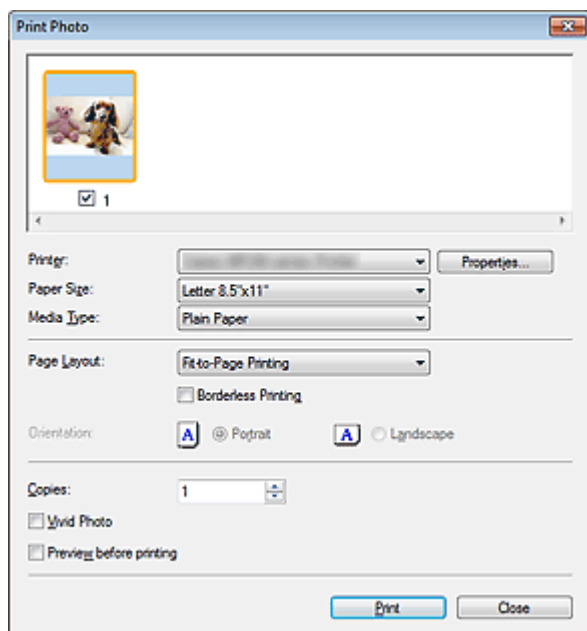 Print Photo
1
Printer:
Properties...
Paper Size:
Letter 8.5"x11"
Media Type:
Plain Paper
Page Layout:
Fit-to-Page Printing
Borderless Printing
Orientation:
A
Portrait
A
Landscape
Copies:
1
Vivid Photo
Preview before printing
Print
Close